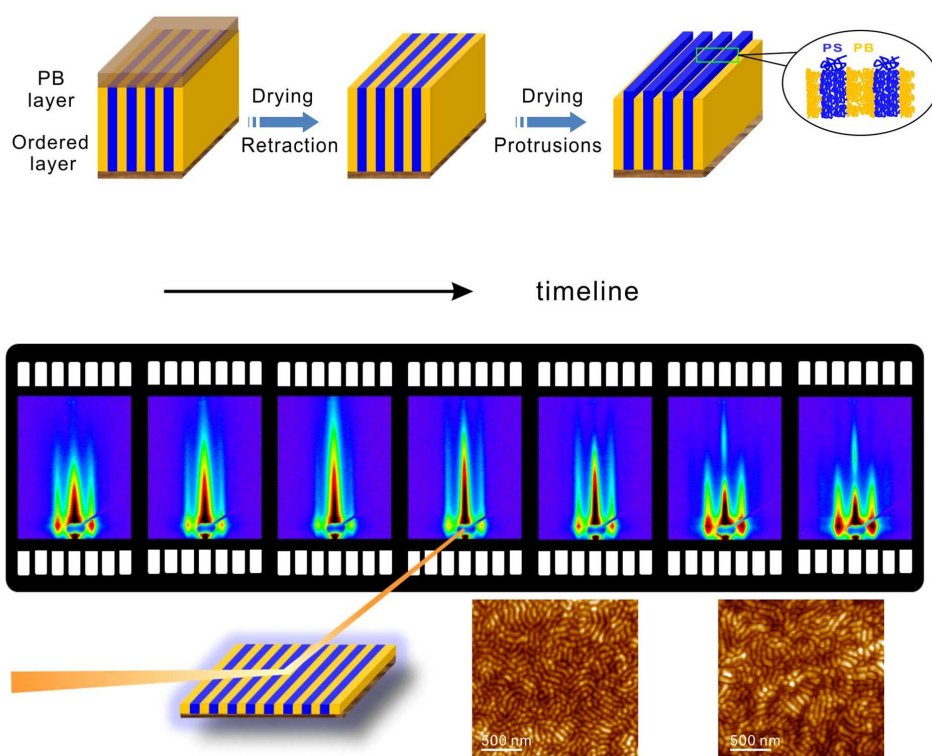 PB
layer
Ordered
layer
Drying
Retraction
Drying
Protrusions
PS PB
timeline
500 nm
500 nm